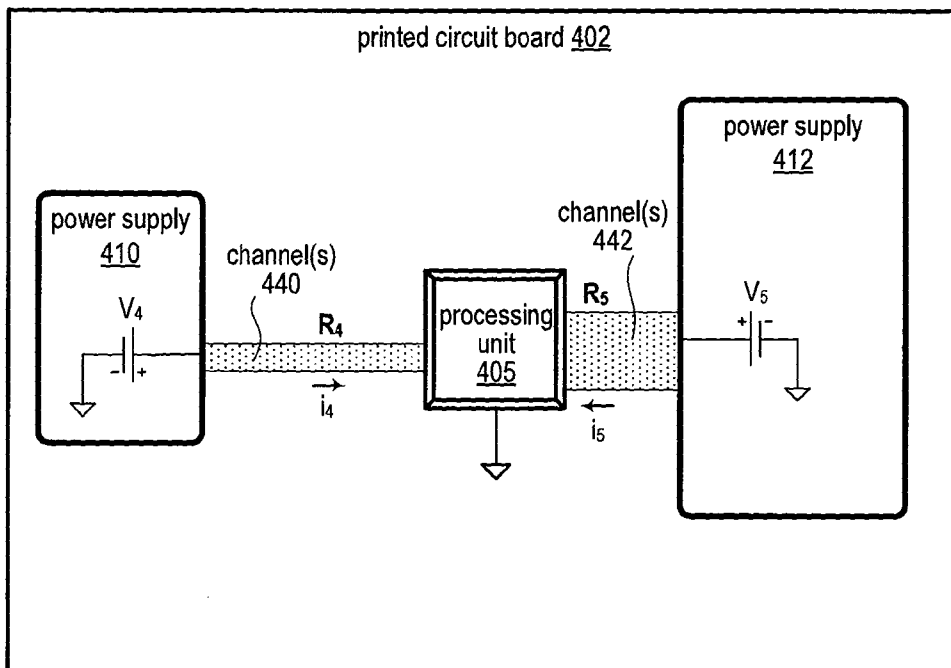 printed circuit board 402
power supply
412
power supply
410
channel(s)
440
channel(s)
442
V4
R4
processing
unit
405
R5
V5
- +
+ -
i4
i5